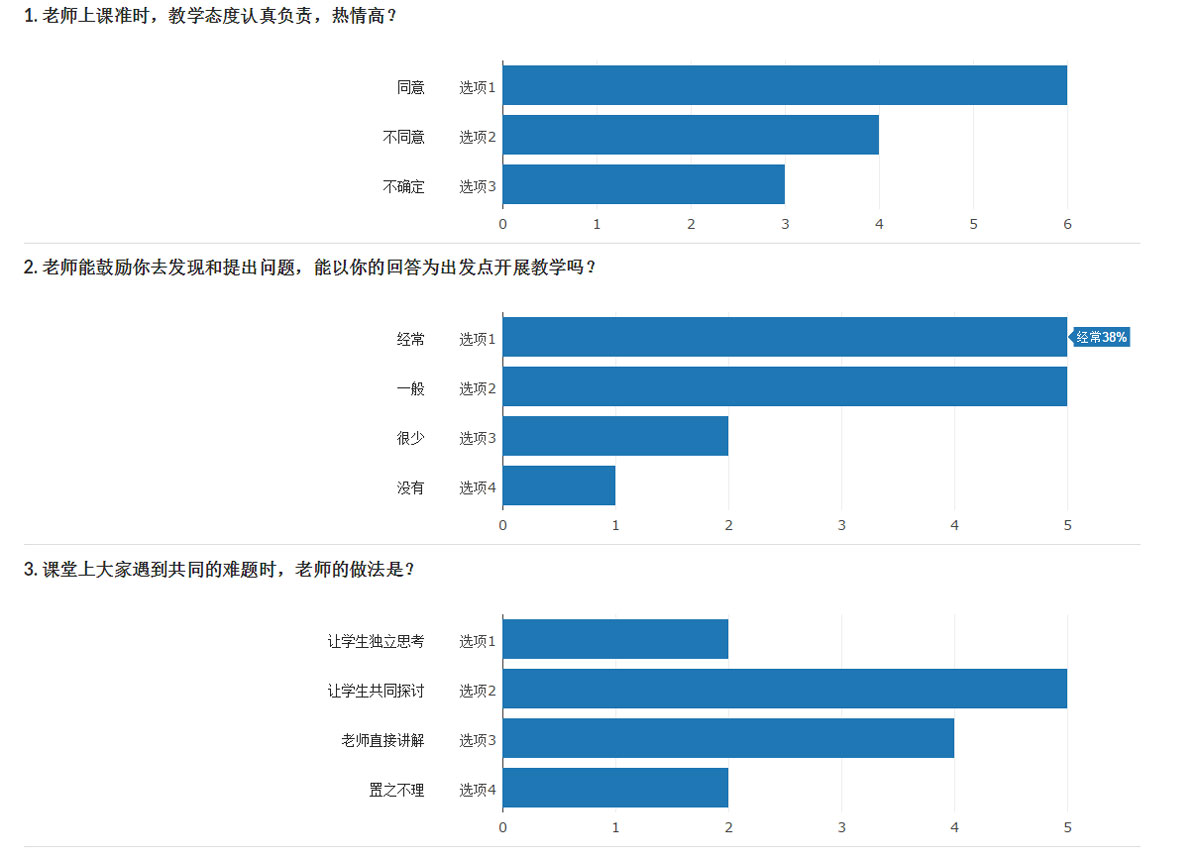 1. 老师上课准时，教学态度认真负责，热情高？
同意 选项1
不同意 选项2
不确定 选项3
0 1 2 3 4 5 6
2. 老师能鼓励你去发现和提出问题，能以你的回答为出发点开展教学吗？
经常 选项1 经常38%
一般 选项2
很少 选项3
没有 选项4
0 1 2 3 4 5
3. 课堂上大家遇到共同的难题时，老师的做法是？
让学生独立思考 选项1
让学生共同探讨 选项2
老师直接讲解 选项3
置之不理 选项4
0 1 2 3 4 5